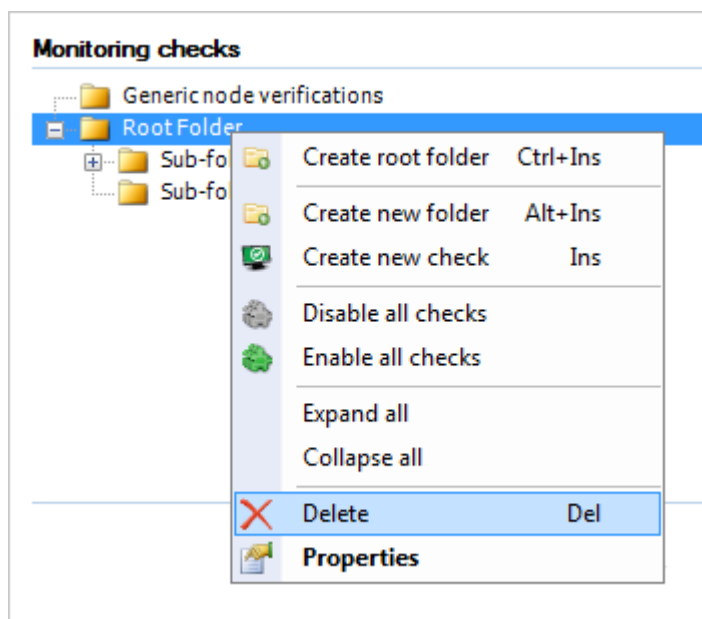 Monitoring checks
Generic node verifications
Root Folder
Sub-fo
Sub-fo
Create root folder Ctrl+Ins
Create new folder Alt+Ins
Create new check Ins
Disable all checks
Enable all checks
Expand all
Collapse all
Delete Del
Properties